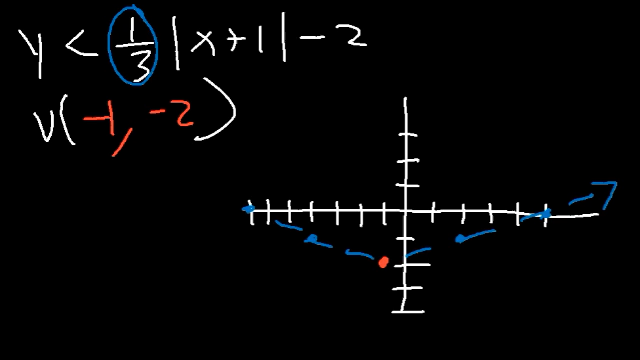 y < 1/3 |x+1| - 2
V(-1, -2)